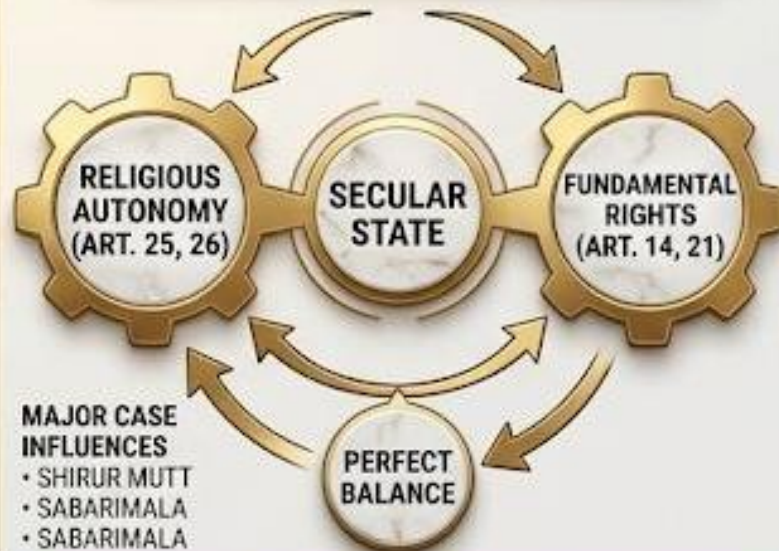 RELIGIOUS
AUTONOMY
(ART. 25, 26)
SECULAR
STATE
FUNDAMENTAL
RIGHTS
(ART. 14, 21)
PERFECT
BALANCE
MAJOR CASE
INFLUENCES
• SHIRUR MUTT
• SABARIMALA
• SABARIMALA